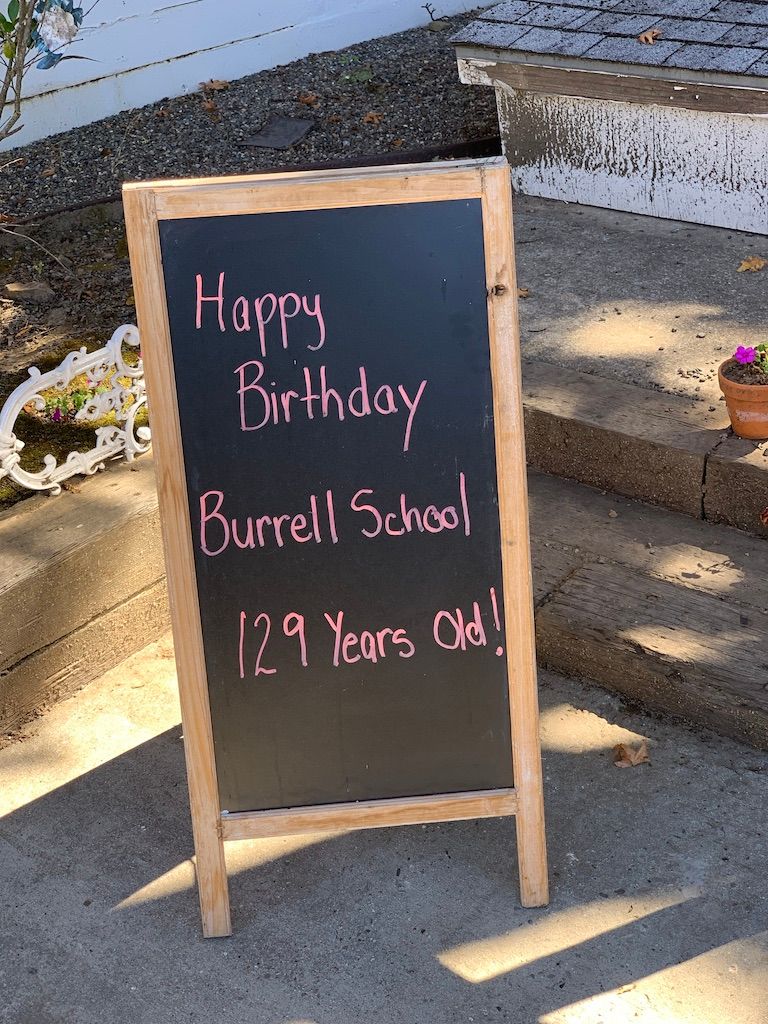 Happy
Birthday
Burrell School
129 Years Old!